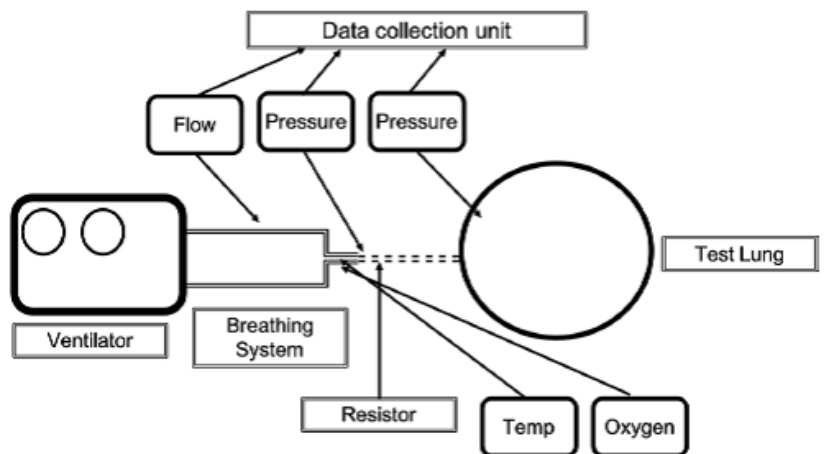 Data collection unit
Flow
Pressure
Pressure
Test Lung
Ventilator
Breathing
System
Resistor
Temp
Oxygen